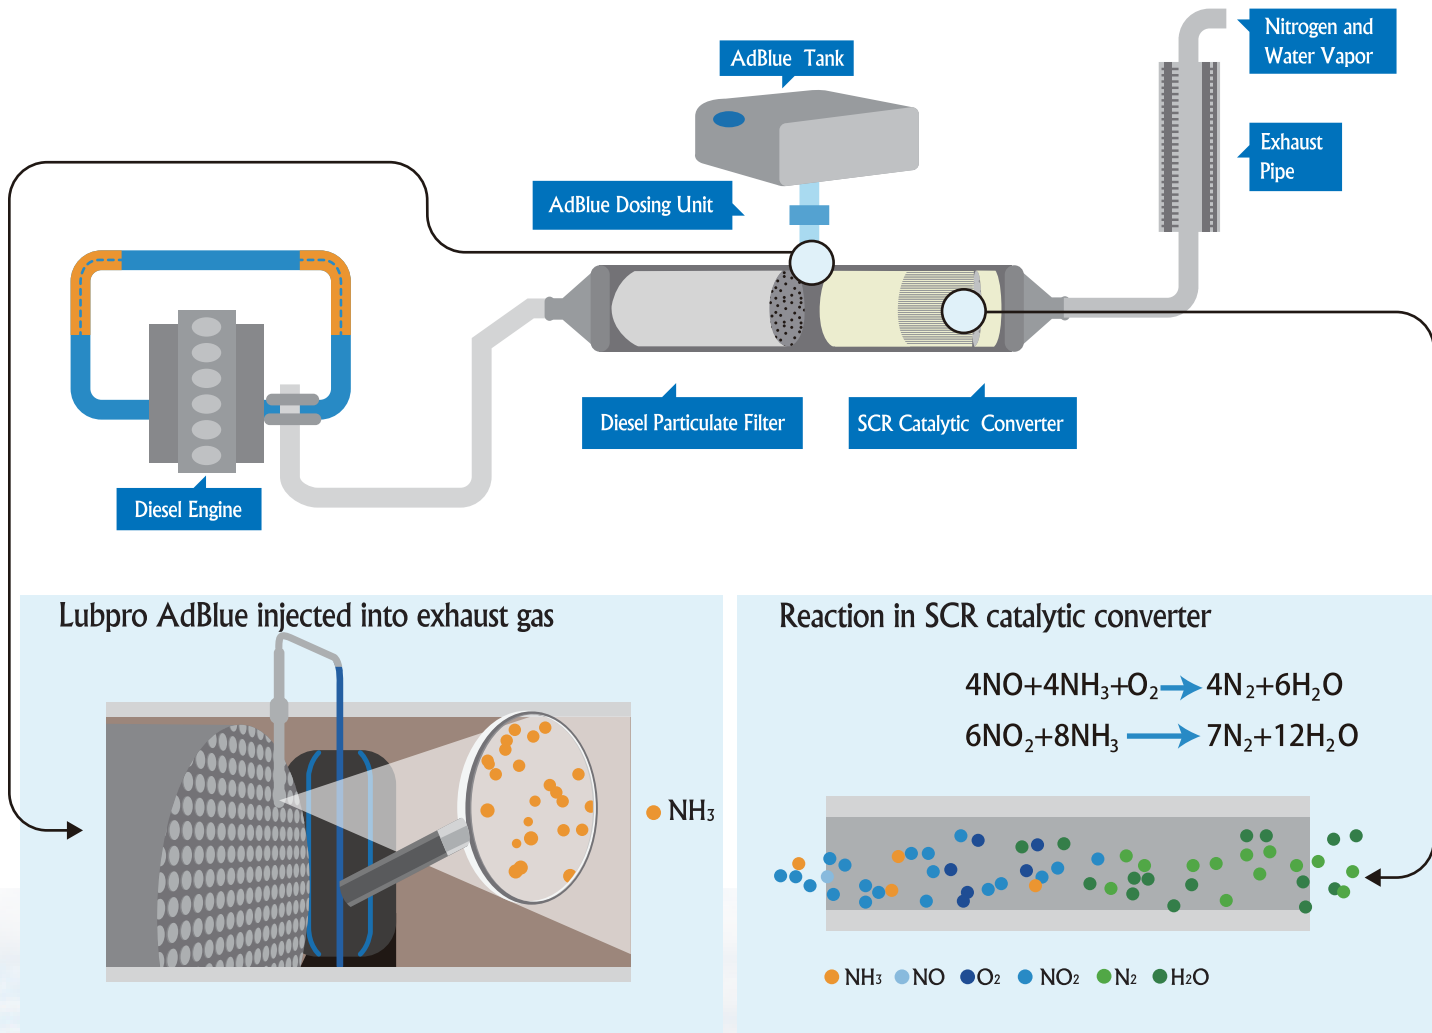 Nitrogen and
Water Vapor
AdBlue Tank
Exhaust
Pipe
AdBlue Dosing Unit
Diesel Particulate Filter
SCR Catalytic Converter
Diesel Engine
Lubpro AdBlue injected into exhaust gas
NH₃
Reaction in SCR catalytic converter
4NO+4NH₃+O₂→4N₂+6H₂O
6NO₂+8NH₃→7N₂+12H₂O
NH₃ NO O₂ NO₂ N₂ H₂O